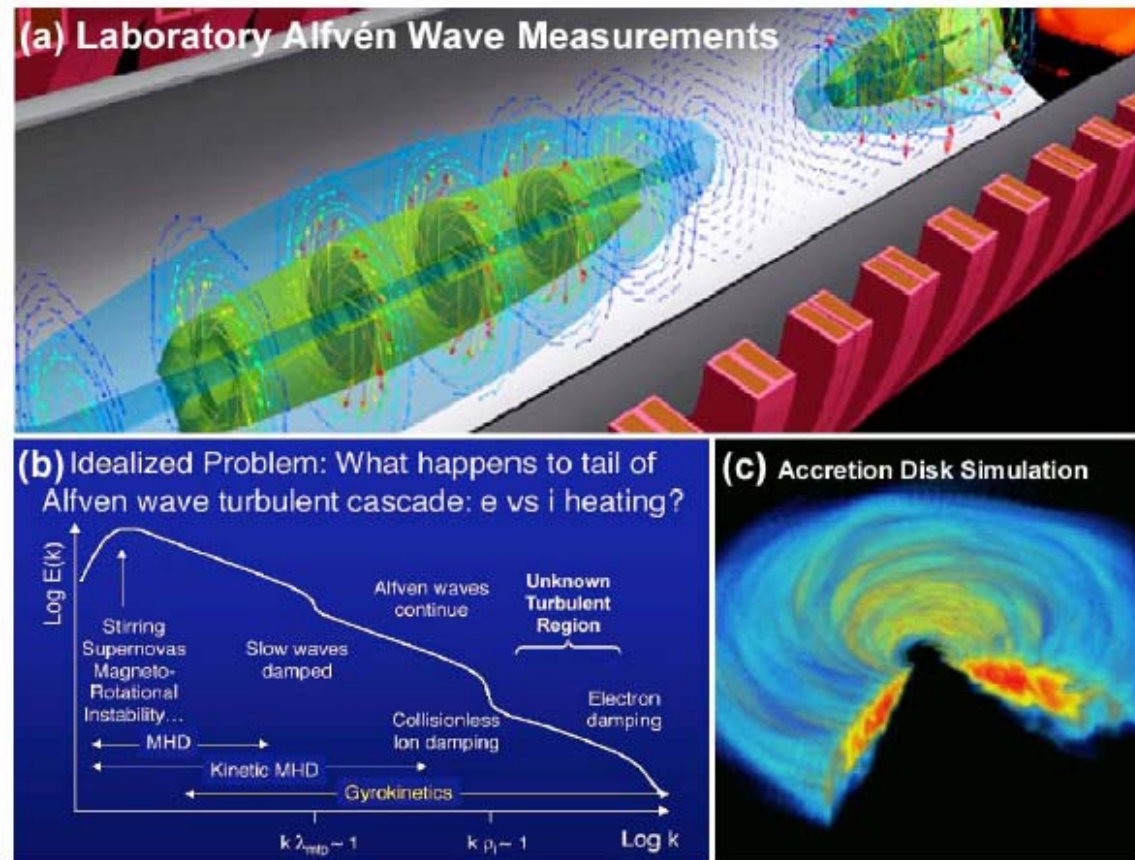 (a) Laboratory Alfvén Wave Measurements
(b) Idealized Problem: What happens to tail of
Alfven wave turbulent cascade: e vs i heating?
Log E(k)
Stirring
Supernovas
Magneto-
Rotational
Instability...
Slow waves
damped
Alfven waves
continue
Unknown
Turbulent
Region
Collisionless
Ion damping
Electron
damping
MHD
Kinetic MHD
Gyrokinetics
k λmfp ~ 1
k ρi ~ 1
Log k
(c) Accretion Disk Simulation